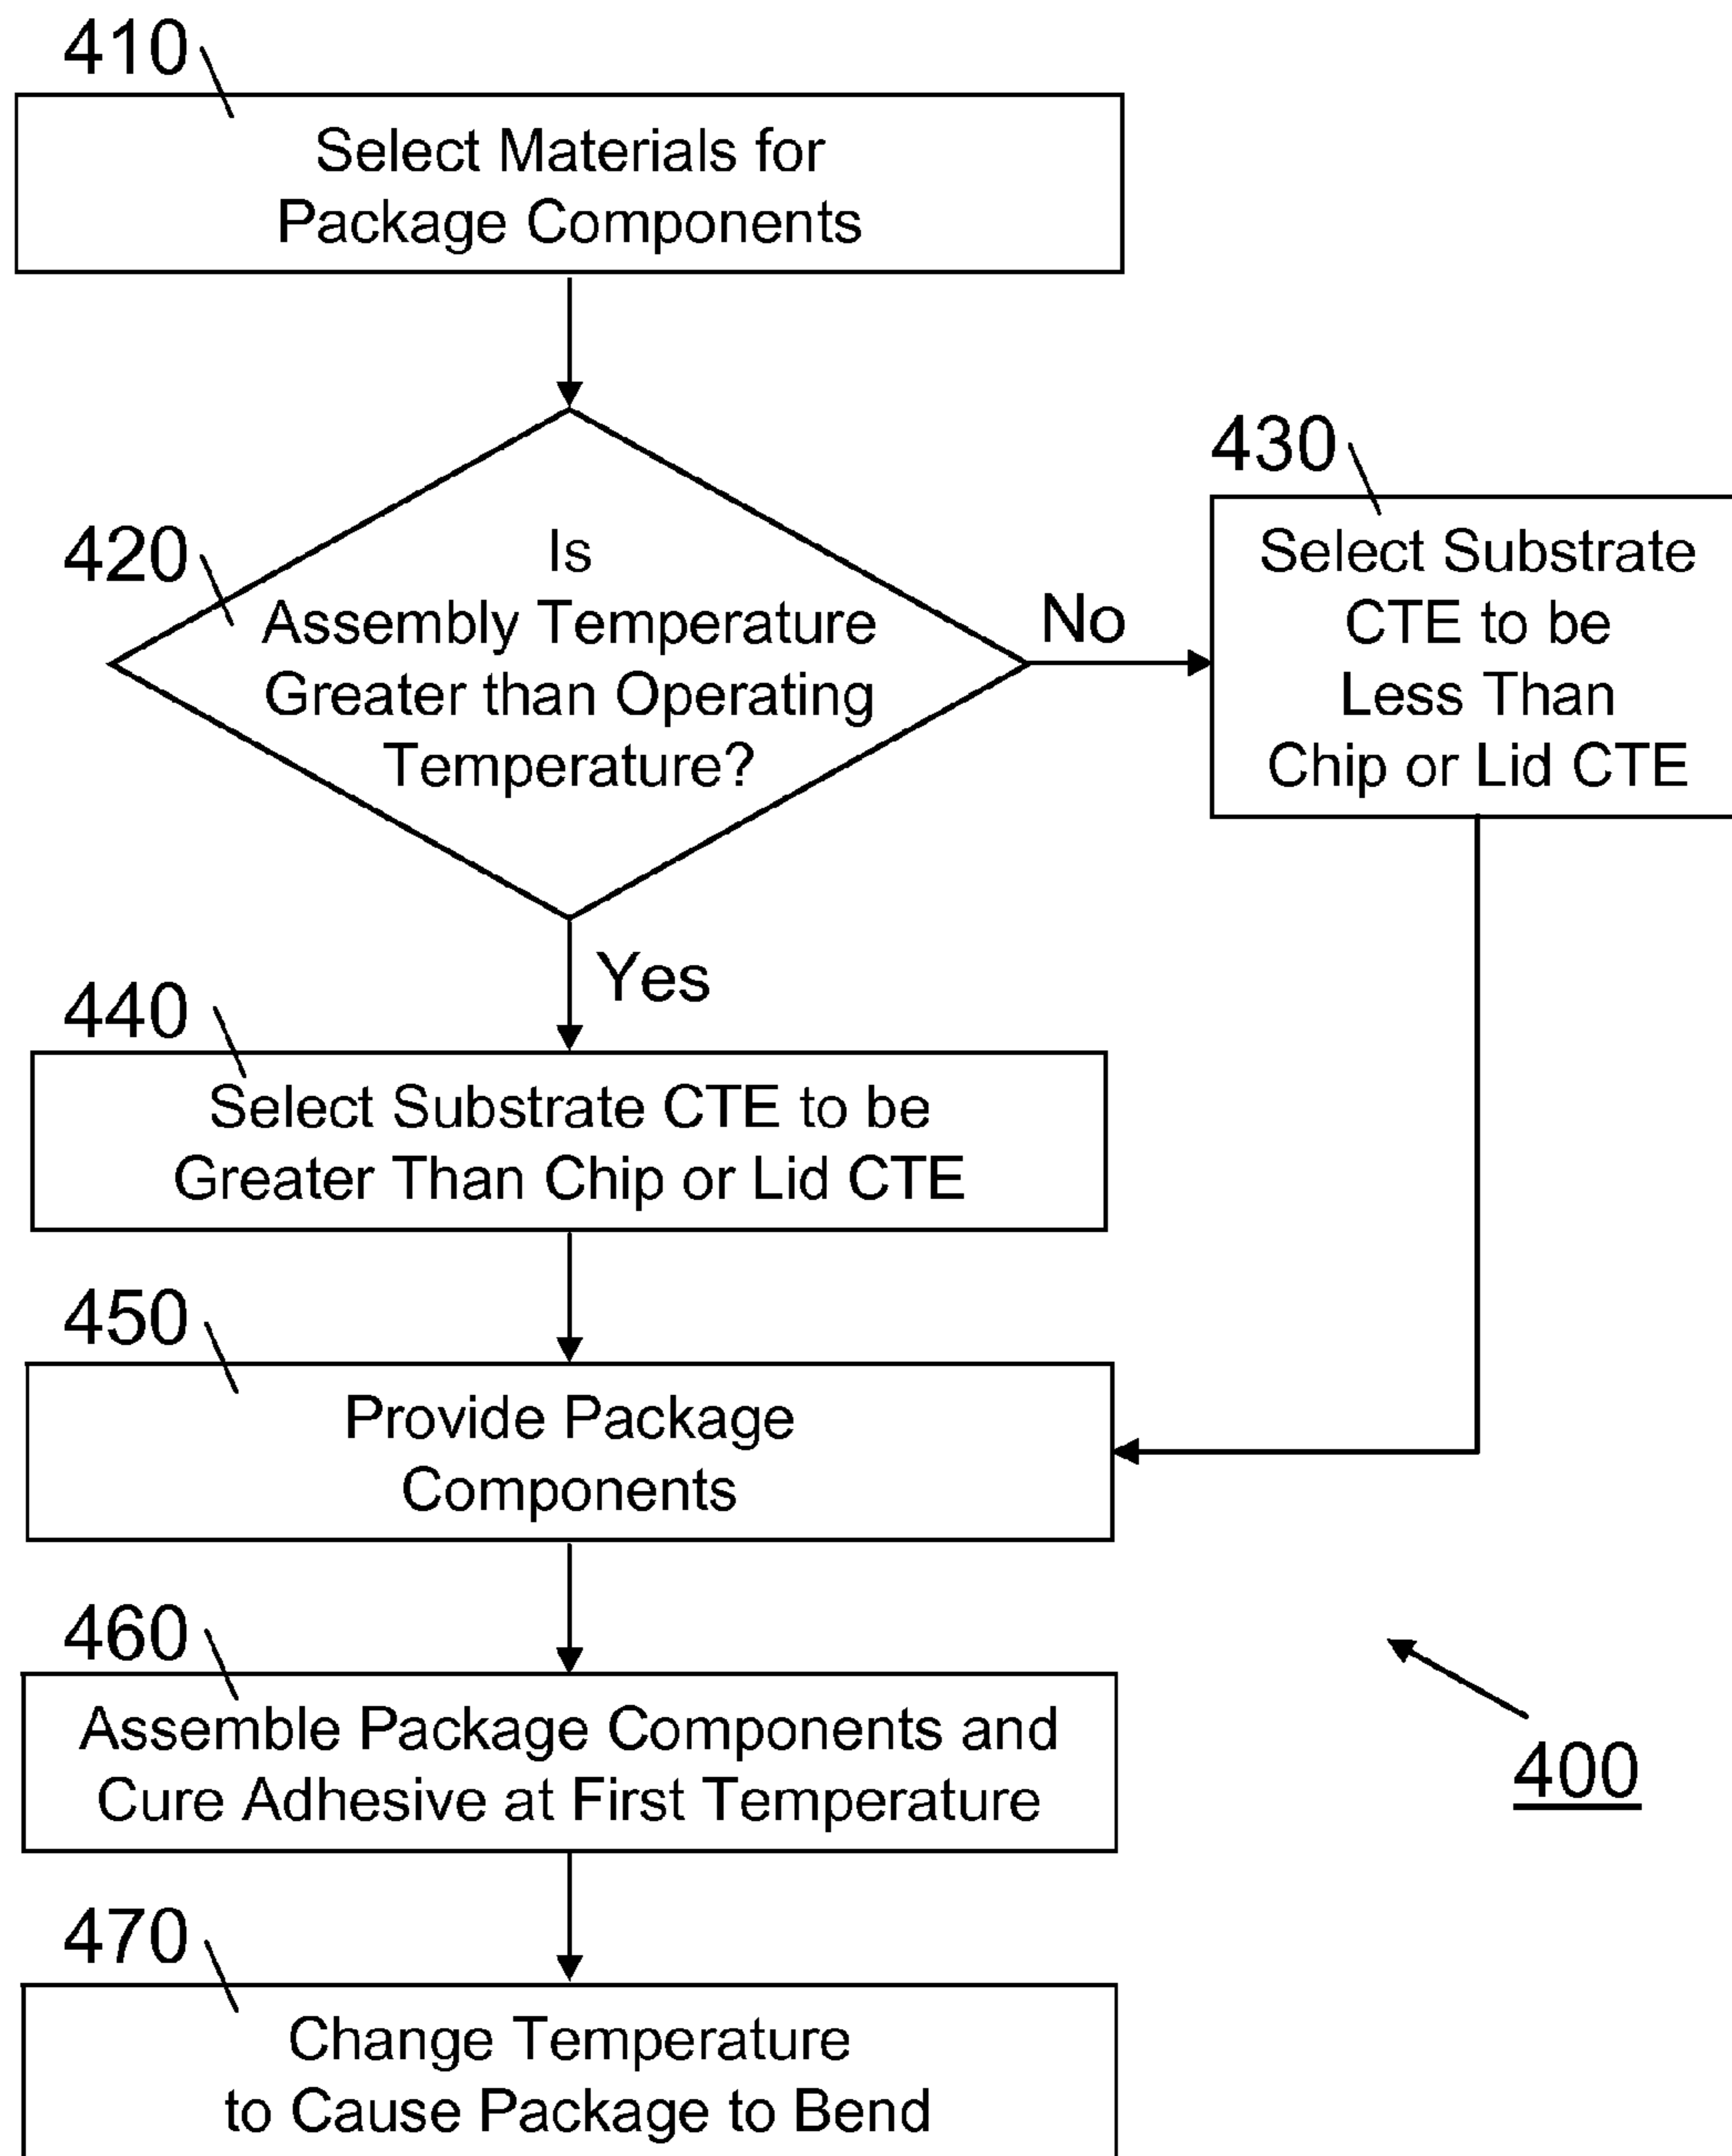 410
Select Materials for
Package Components
420
Is
Assembly Temperature
Greater than Operating
Temperature?
No
430
Select Substrate
CTE to be
Less Than
Chip or Lid CTE
Yes
440
Select Substrate CTE to be
Greater Than Chip or Lid CTE
450
Provide Package
Components
460
Assemble Package Components and
Cure Adhesive at First Temperature
400
470
Change Temperature
to Cause Package to Bend